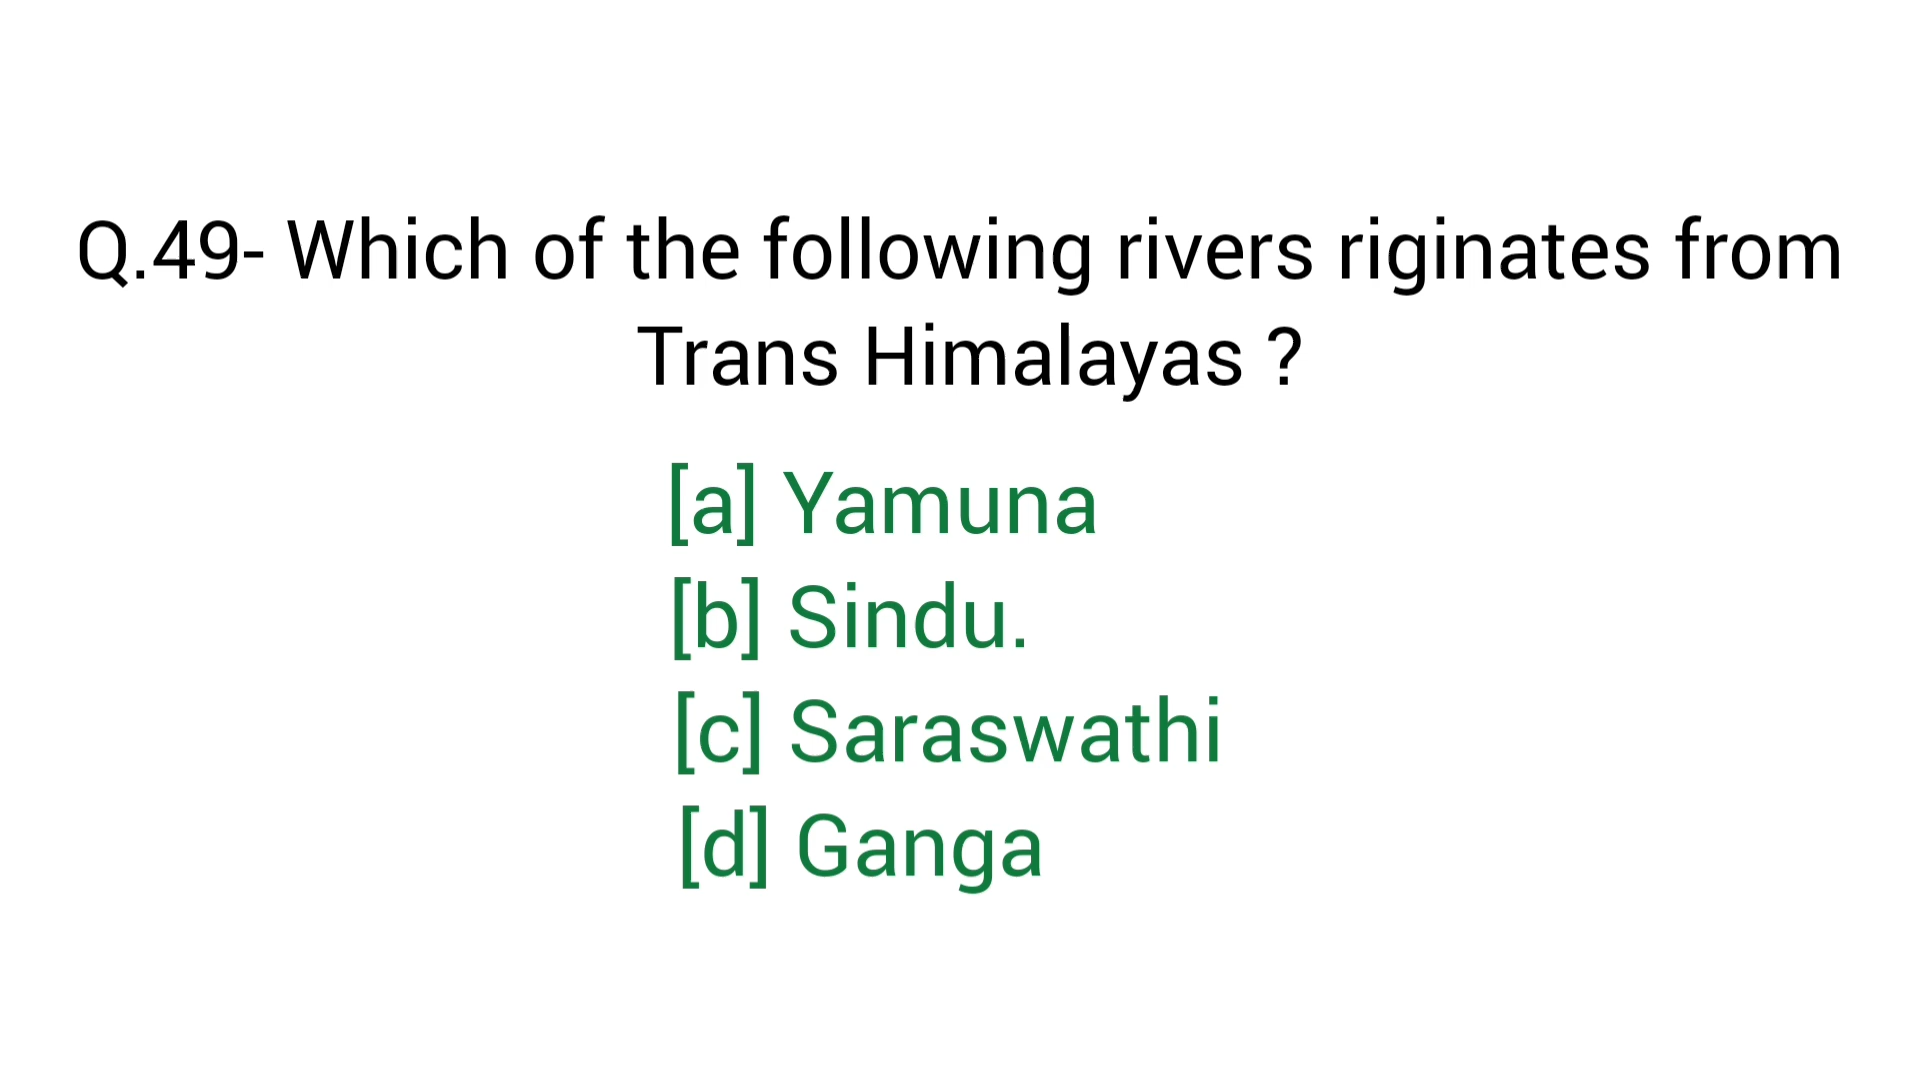 Q.49- Which of the following rivers riginates from
Trans Himalayas ?
[a] Yamuna
[b] Sindu.
[c] Saraswathi
[d] Ganga